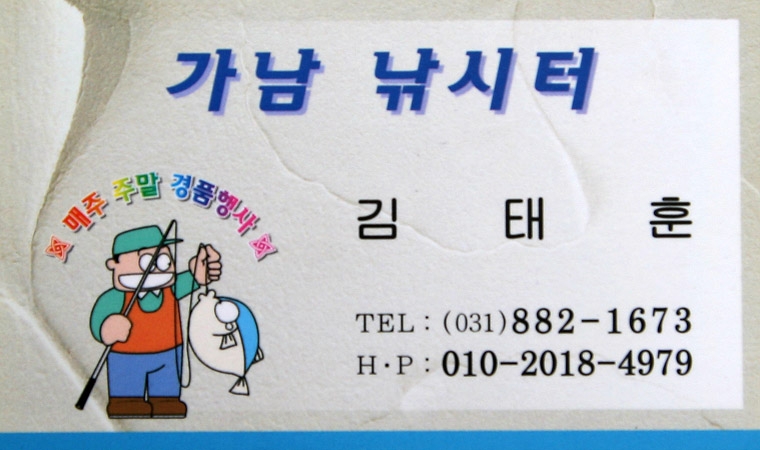 가남 낚시터
매주 주말 경품행사
김 태 훈
TEL : (031)882-1673
H·P : 010-2018-4979